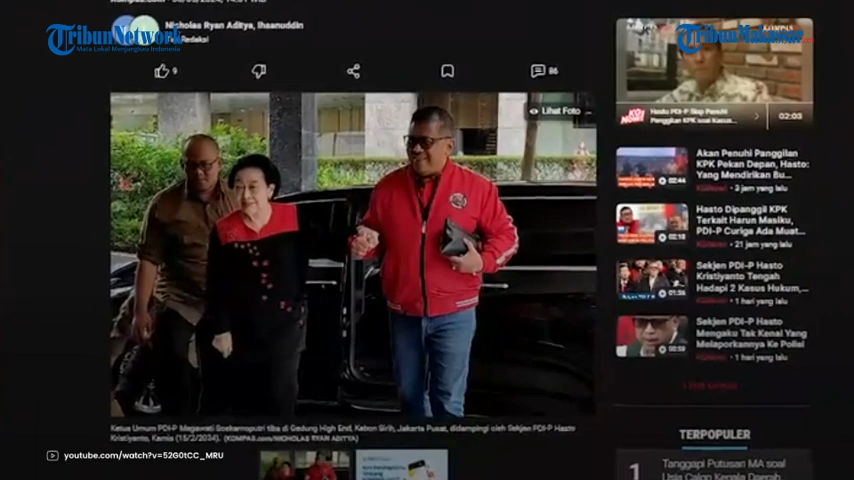 Nicholas Ryan Aditya, Ihsanuddin
Tim Redaksi
TribunNetwork
Mata Lokal Menjangkau Indonesia
9
86
Lihat Foto
Ketua Umum PDI-P Megawati Soekarnoputri tiba di Gedung High End, Kebon Sirih, Jakarta Pusat, didampingi oleh Sekjen PDI-P Hasto
Kristiyanto, Kamis (15/2/2024). (KOMPAS.com/NICHOLAS RYAN ADITYA)
KOMPAS
Hasto PDI-P Siap Penuhi
Panggilan KPK soal Kasus
02:03
Akan Penuhi Panggilan
KPK Pekan Depan, Hasto:
Yang Mendirikan Bu...
3 jam yang lalu
02:44
Hasto Dipanggil KPK
Terkait Harun Masiku,
PDI-P Curiga Ada Muat...
21 jam yang lalu
02:18
Sekjen PDI-P Hasto
Kristiyanto Tengah
Hadapi 2 Kasus Hukum,...
1 hari yang lalu
Sekjen PDI-P Hasto
Mengaku Tak Kenal Yang
Melaporkannya Ke Polisi
1 hari yang lalu
00:59
TERPOPULER
1
Tanggapi Putusan MA soal
Usia Calon Kepala Daerah
youtube.com/watch?v=52G0tCC_MRU